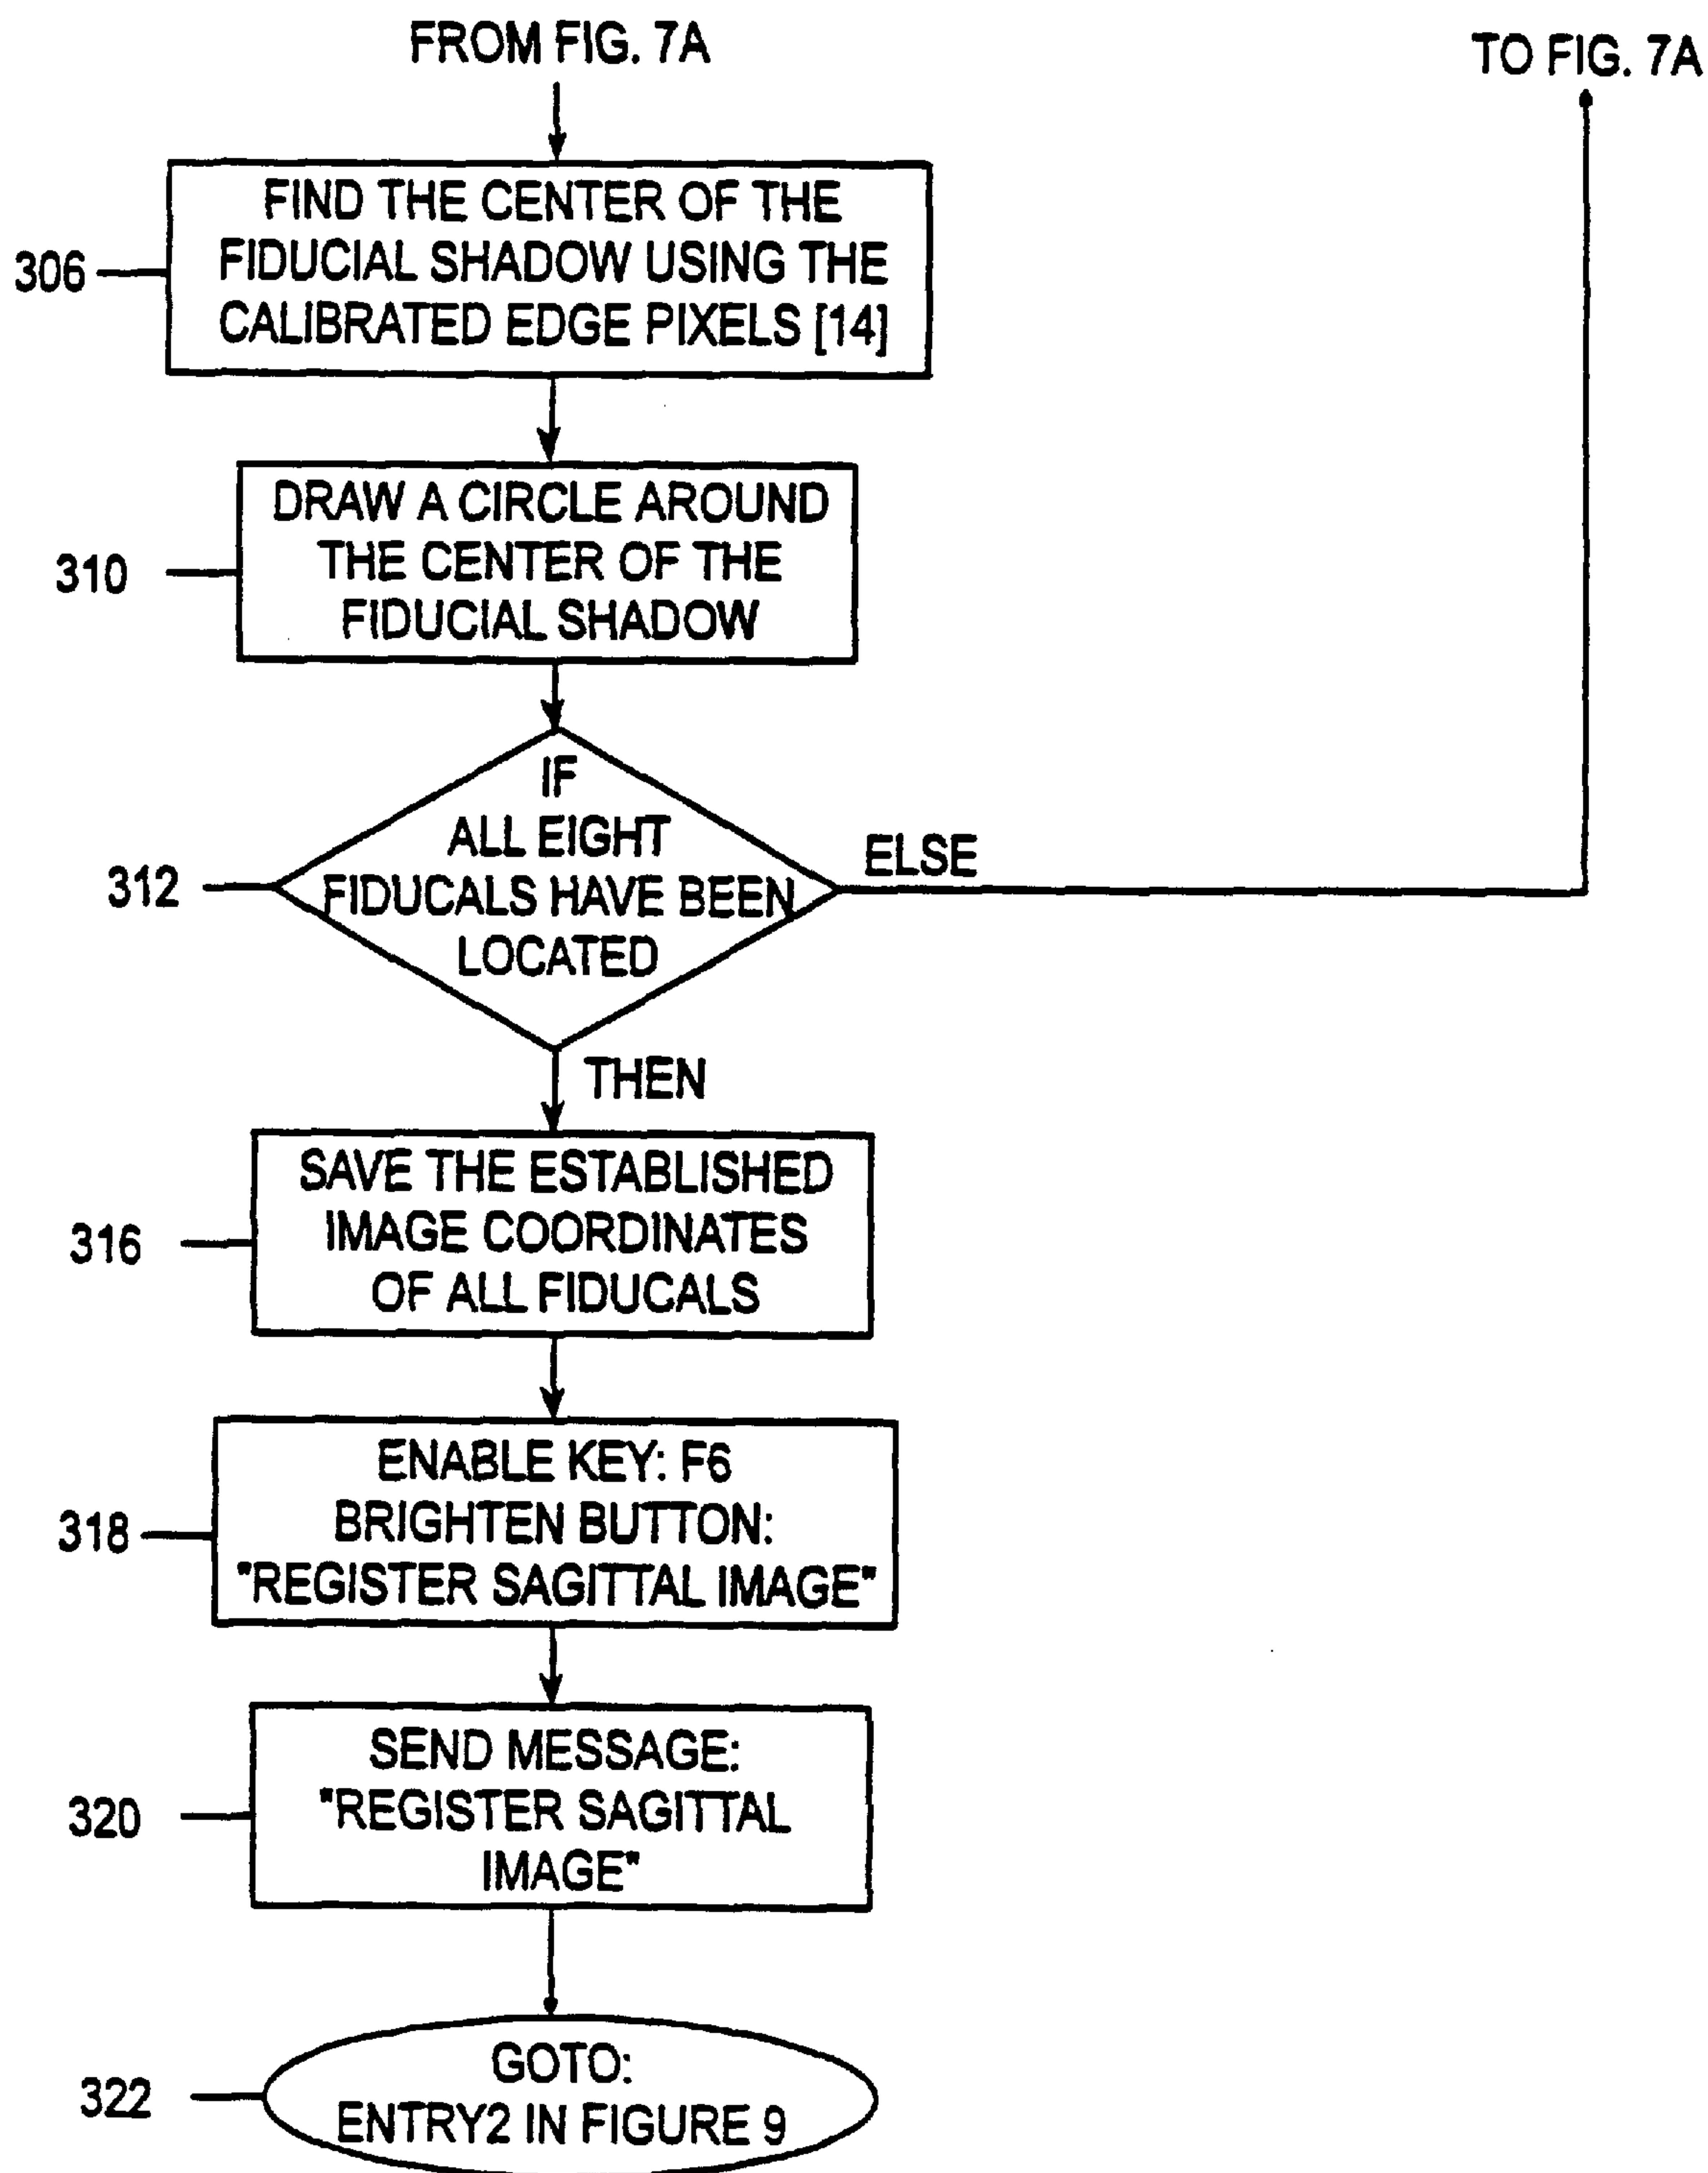 FROM FIG. 7A
TO FIG. 7A
306
FIND THE CENTER OF THE
FIDUCIAL SHADOW USING THE
CALIBRATED EDGE PIXELS [14]
310
DRAW A CIRCLE AROUND
THE CENTER OF THE
FIDUCIAL SHADOW
312
IF
ALL EIGHT
FIDUCALS HAVE BEEN
LOCATED
ELSE
THEN
316
SAVE THE ESTABLISHED
IMAGE COORDINATES
OF ALL FIDUCALS
318
ENABLE KEY: F6
BRIGHTEN BUTTON:
"REGISTER SAGITTAL IMAGE"
320
SEND MESSAGE:
"REGISTER SAGITTAL
IMAGE"
322
GOTO:
ENTRY2 IN FIGURE 9